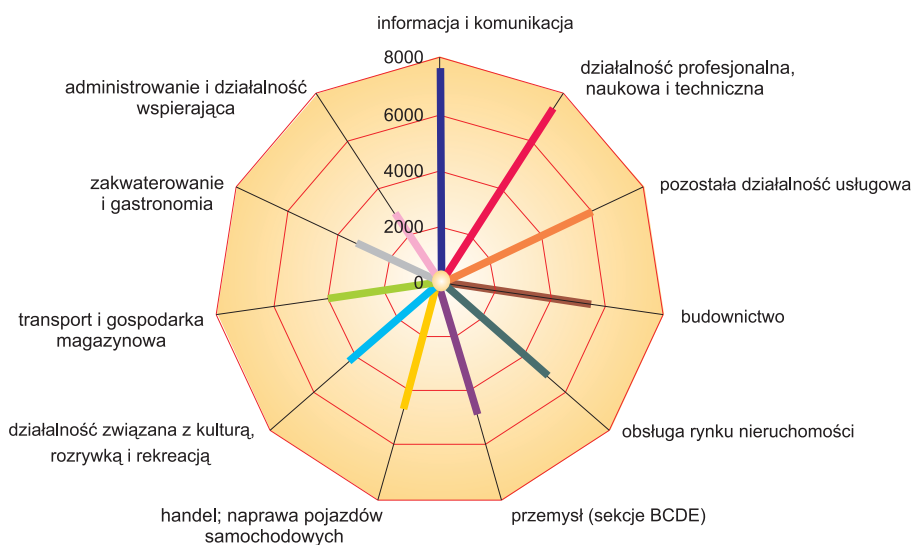 informacja i komunikacja
8000
działalność profesjonalna,
naukowa i techniczna
administrowanie i działalność
wspierająca
6000
4000
zakwaterowanie
i gastronomia
pozostała działalność usługowa
2000
0
transport i gospodarka
magazynowa
budownictwo
działalność związana z kulturą,
rozrywką i rekreacją
obsługa rynku nieruchomości
handel; naprawa pojazdów
samochodowych
przemysł (sekcje BCDE)